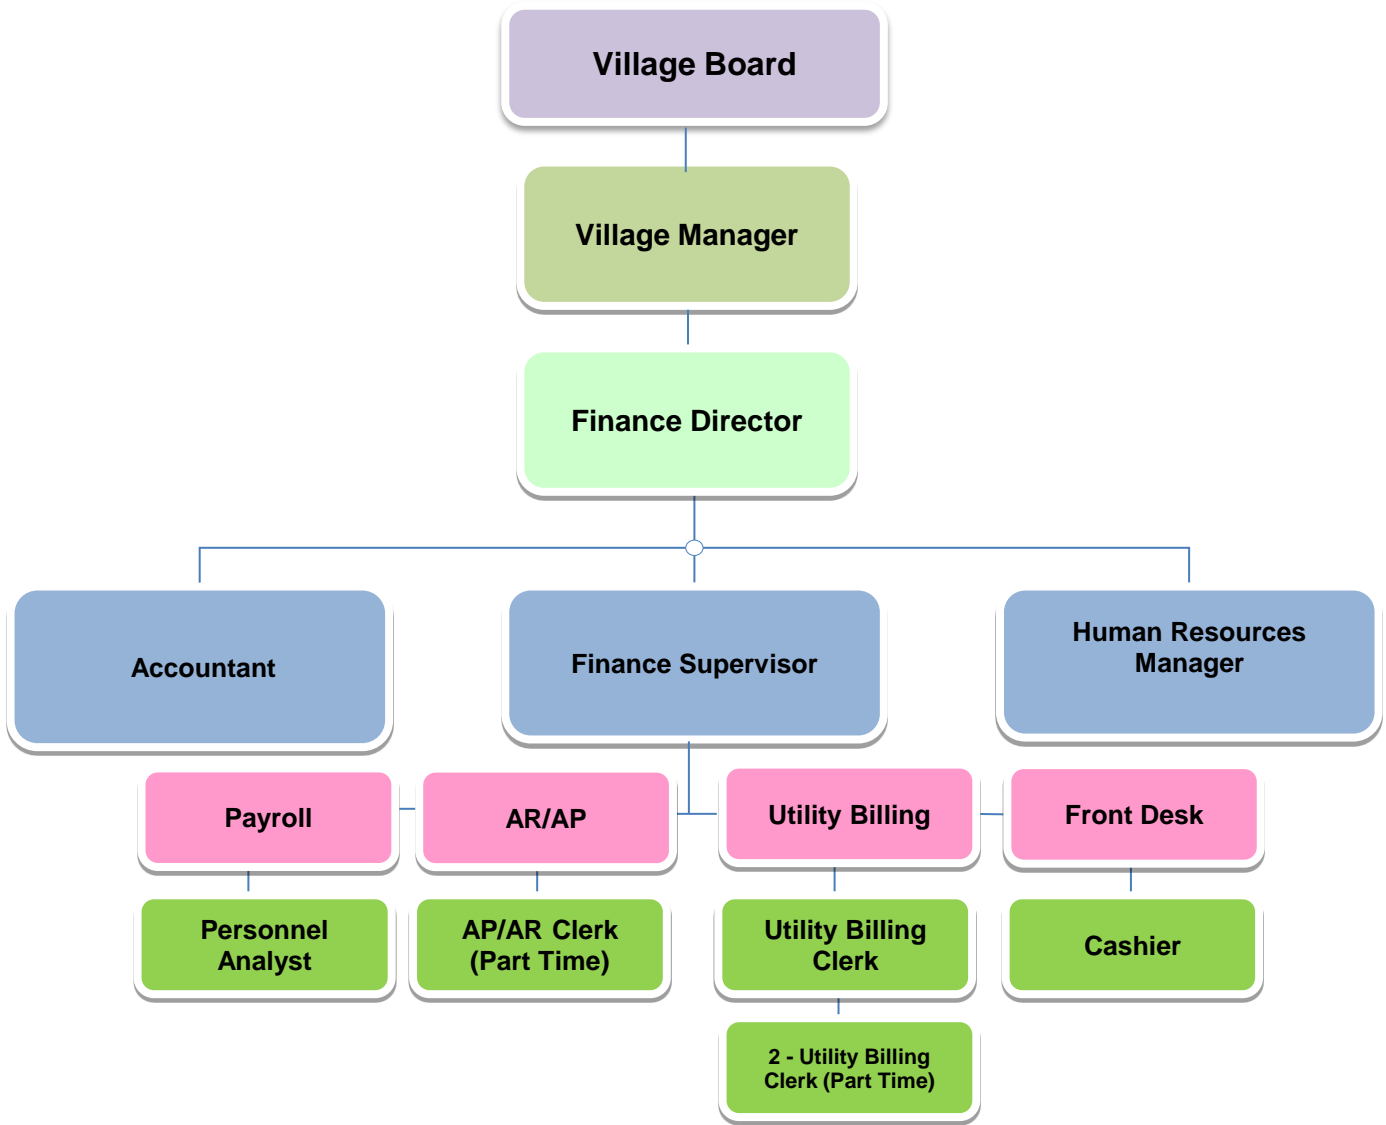 Village Board
Village Manager
Finance Director
Accountant
Finance Supervisor
Human Resources
Manager
Payroll
AR/AP
Utility Billing
Front Desk
Personnel
Analyst
AP/AR Clerk
(Part Time)
Utility Billing
Clerk
Cashier
2 - Utility Billing
Clerk (Part Time)